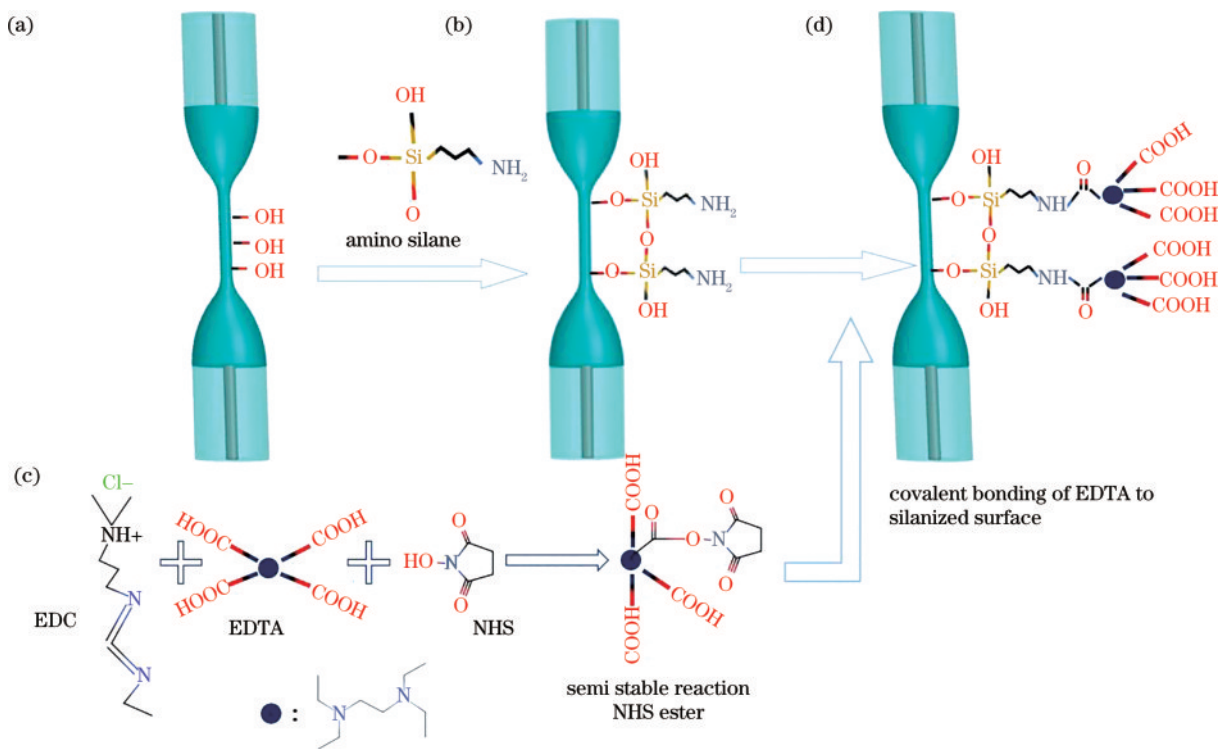 (a)
OH
OH
OH
OH
O
Si
NH2
O
amino silane
(b)
OH
O
Si
NH2
O
O
Si
NH2
OH
(d)
OH
O
Si
NH
O
COOH
COOH
COOH
O
O
Si
NH
O
OH
COOH
COOH
COOH
covalent bonding of EDTA to
silanized surface
(c)
Cl−
NH+
N
N
EDC
HOOC
COOH
HOOC
COOH
EDTA
O
HO
N
O
NHS
COOH
O
O
N
O
O
COOH
COOH
semi stable reaction
NHS ester
:
N
N